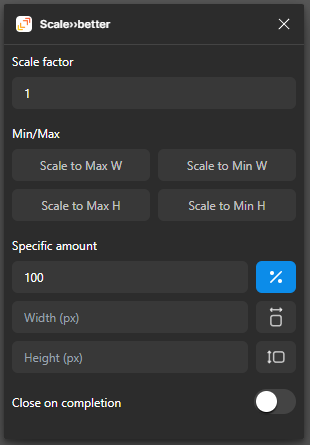 Scale››better
Scale factor
1
Min/Max
Scale to Max W
Scale to Min W
Scale to Max H
Scale to Min H
Specific amount
100
Width (px)
Height (px)
Close on completion